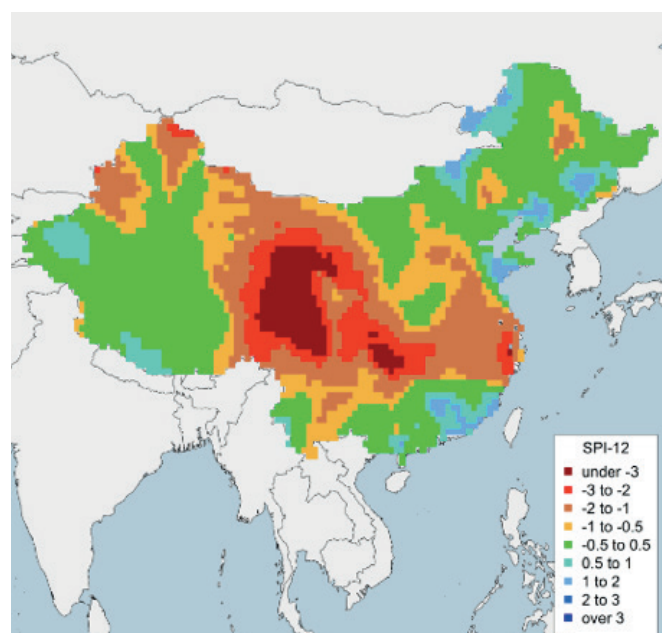 SPI-12
under -3
-3 to -2
-2 to -1
-1 to -0.5
-0.5 to 0.5
0.5 to 1
1 to 2
2 to 3
over 3